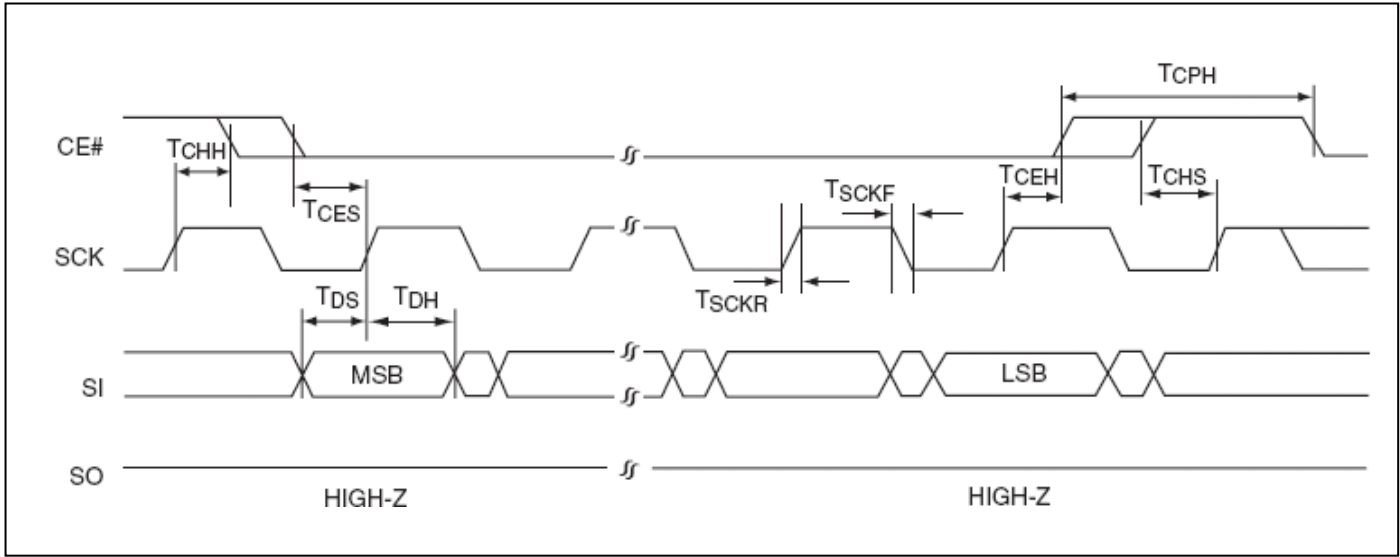 TCPH
CE#
TCHH
TCES
TSCKF
TCEH
TCHS
SCK
TDS
TDH
TSCKR
SI
MSB
LSB
SO
HIGH-Z
HIGH-Z